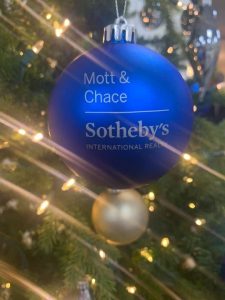 Mott &
Chace
Sotheby's
INTERNATIONAL REALTY